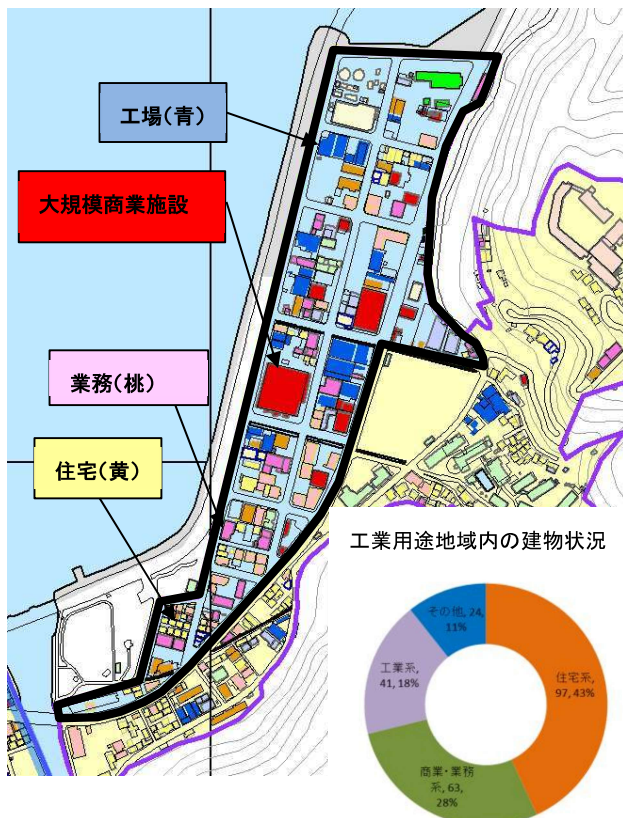 工場(青)
大規模商業施設
業務(桃)
住宅(黄)
工業用途地域内の建物状況
その他, 24,
11%
住宅系,
97, 43%
工業系,
41, 18%
商業・業務
系, 63,
28%